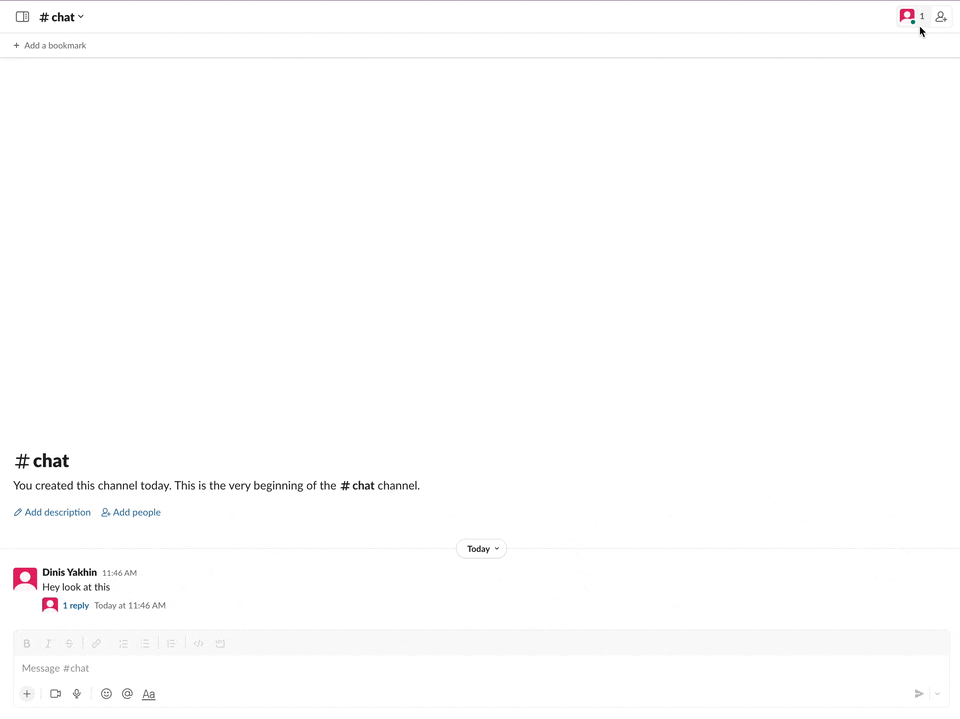 # chat
1
+ Add a bookmark
# chat
You created this channel today. This is the very beginning of the # chat channel.
Add description Add people
Today
Dinis Yakhin 11:46 AM
Hey look at this
1 reply Today at 11:46 AM
B I S
Message #chat
+ @ Aa